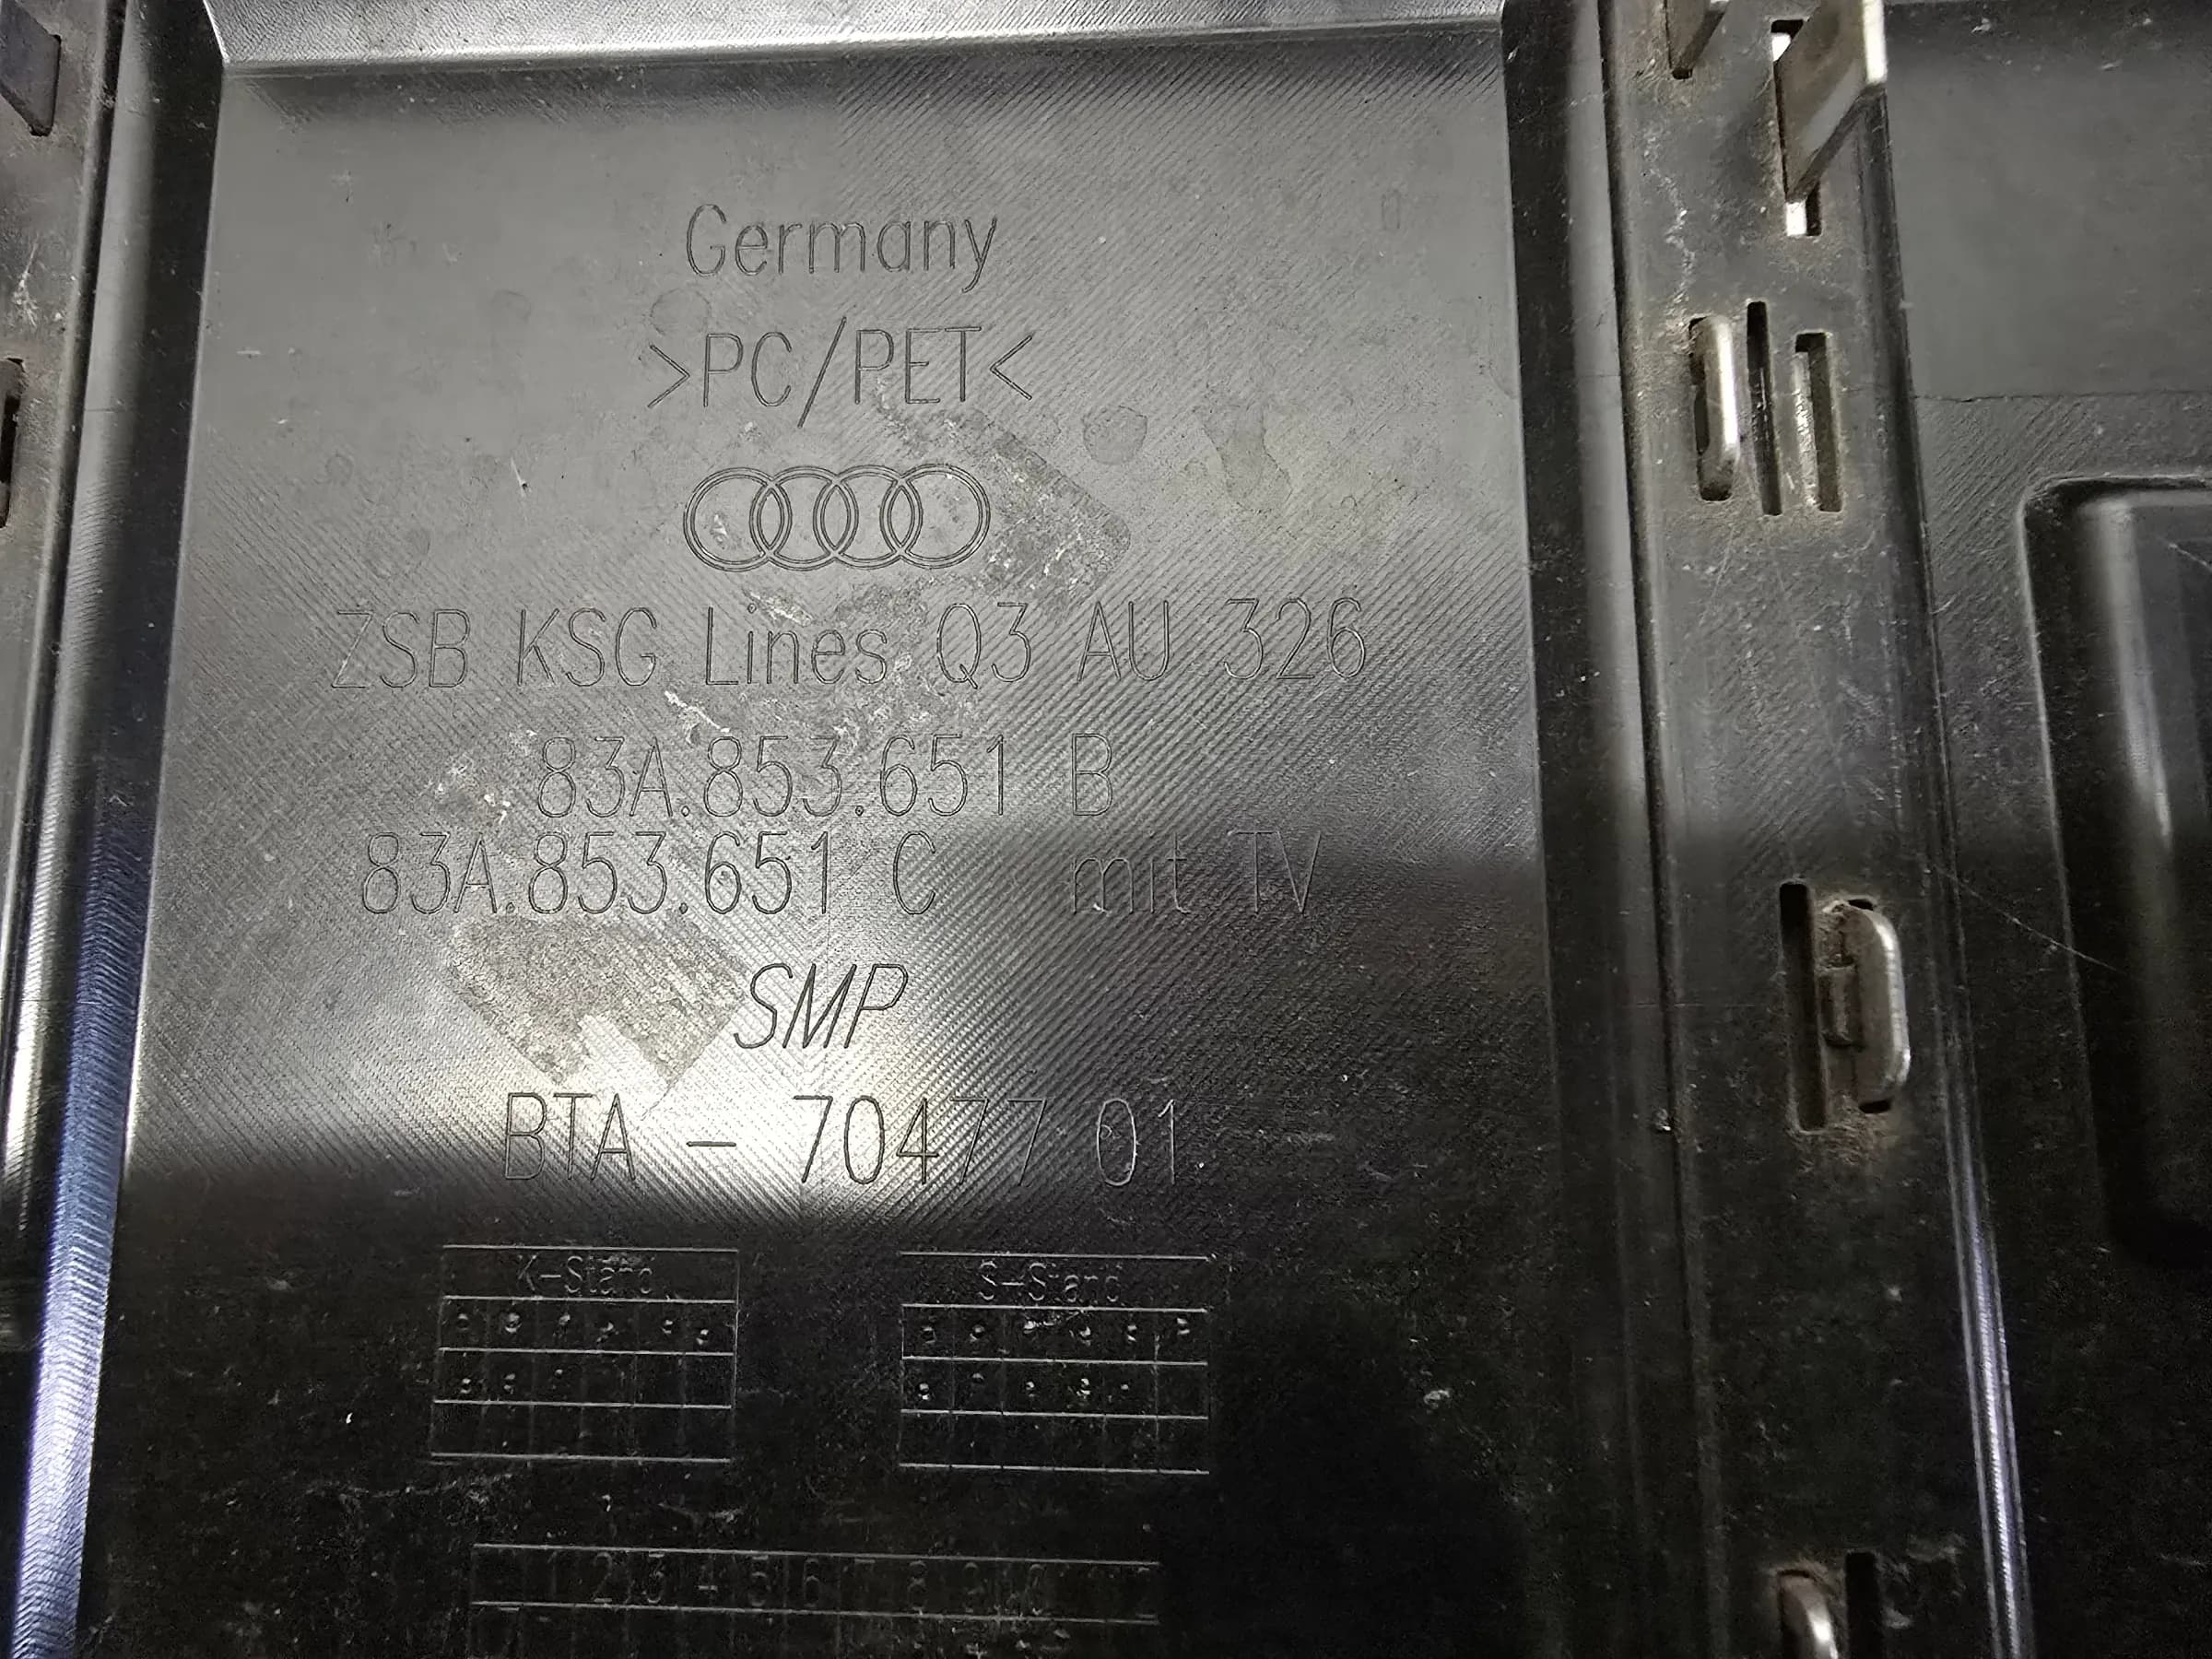 Germany
>PC/PET<
ZSB KSG Lines Q3 AU 326
83A.853.651 B
83A.853.651 C mit TV
SMP
BTA - 70477 01
K-Stand S-Stand
1 2 3 4 5 6 7 8 9